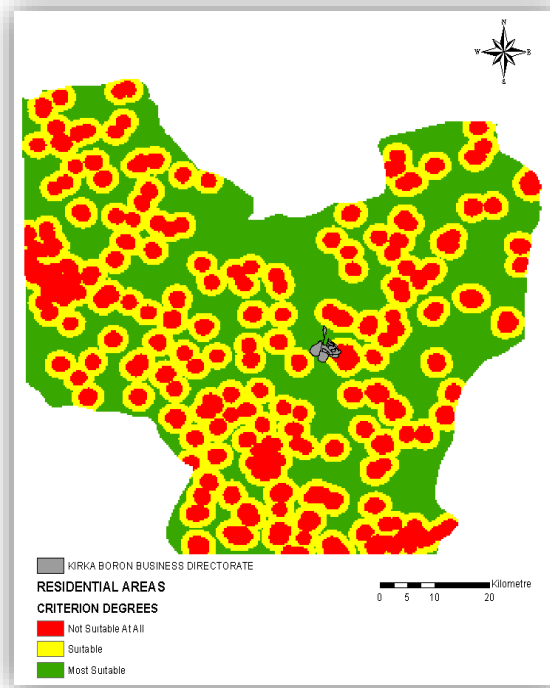 N
W E
S
KIRKA BORON BUSINESS DIRECTORATE
RESIDENTIAL AREAS
CRITERION DEGREES
Not Suitable At All
Suitable
Most Suitable
Kilometre
0 5 10 20